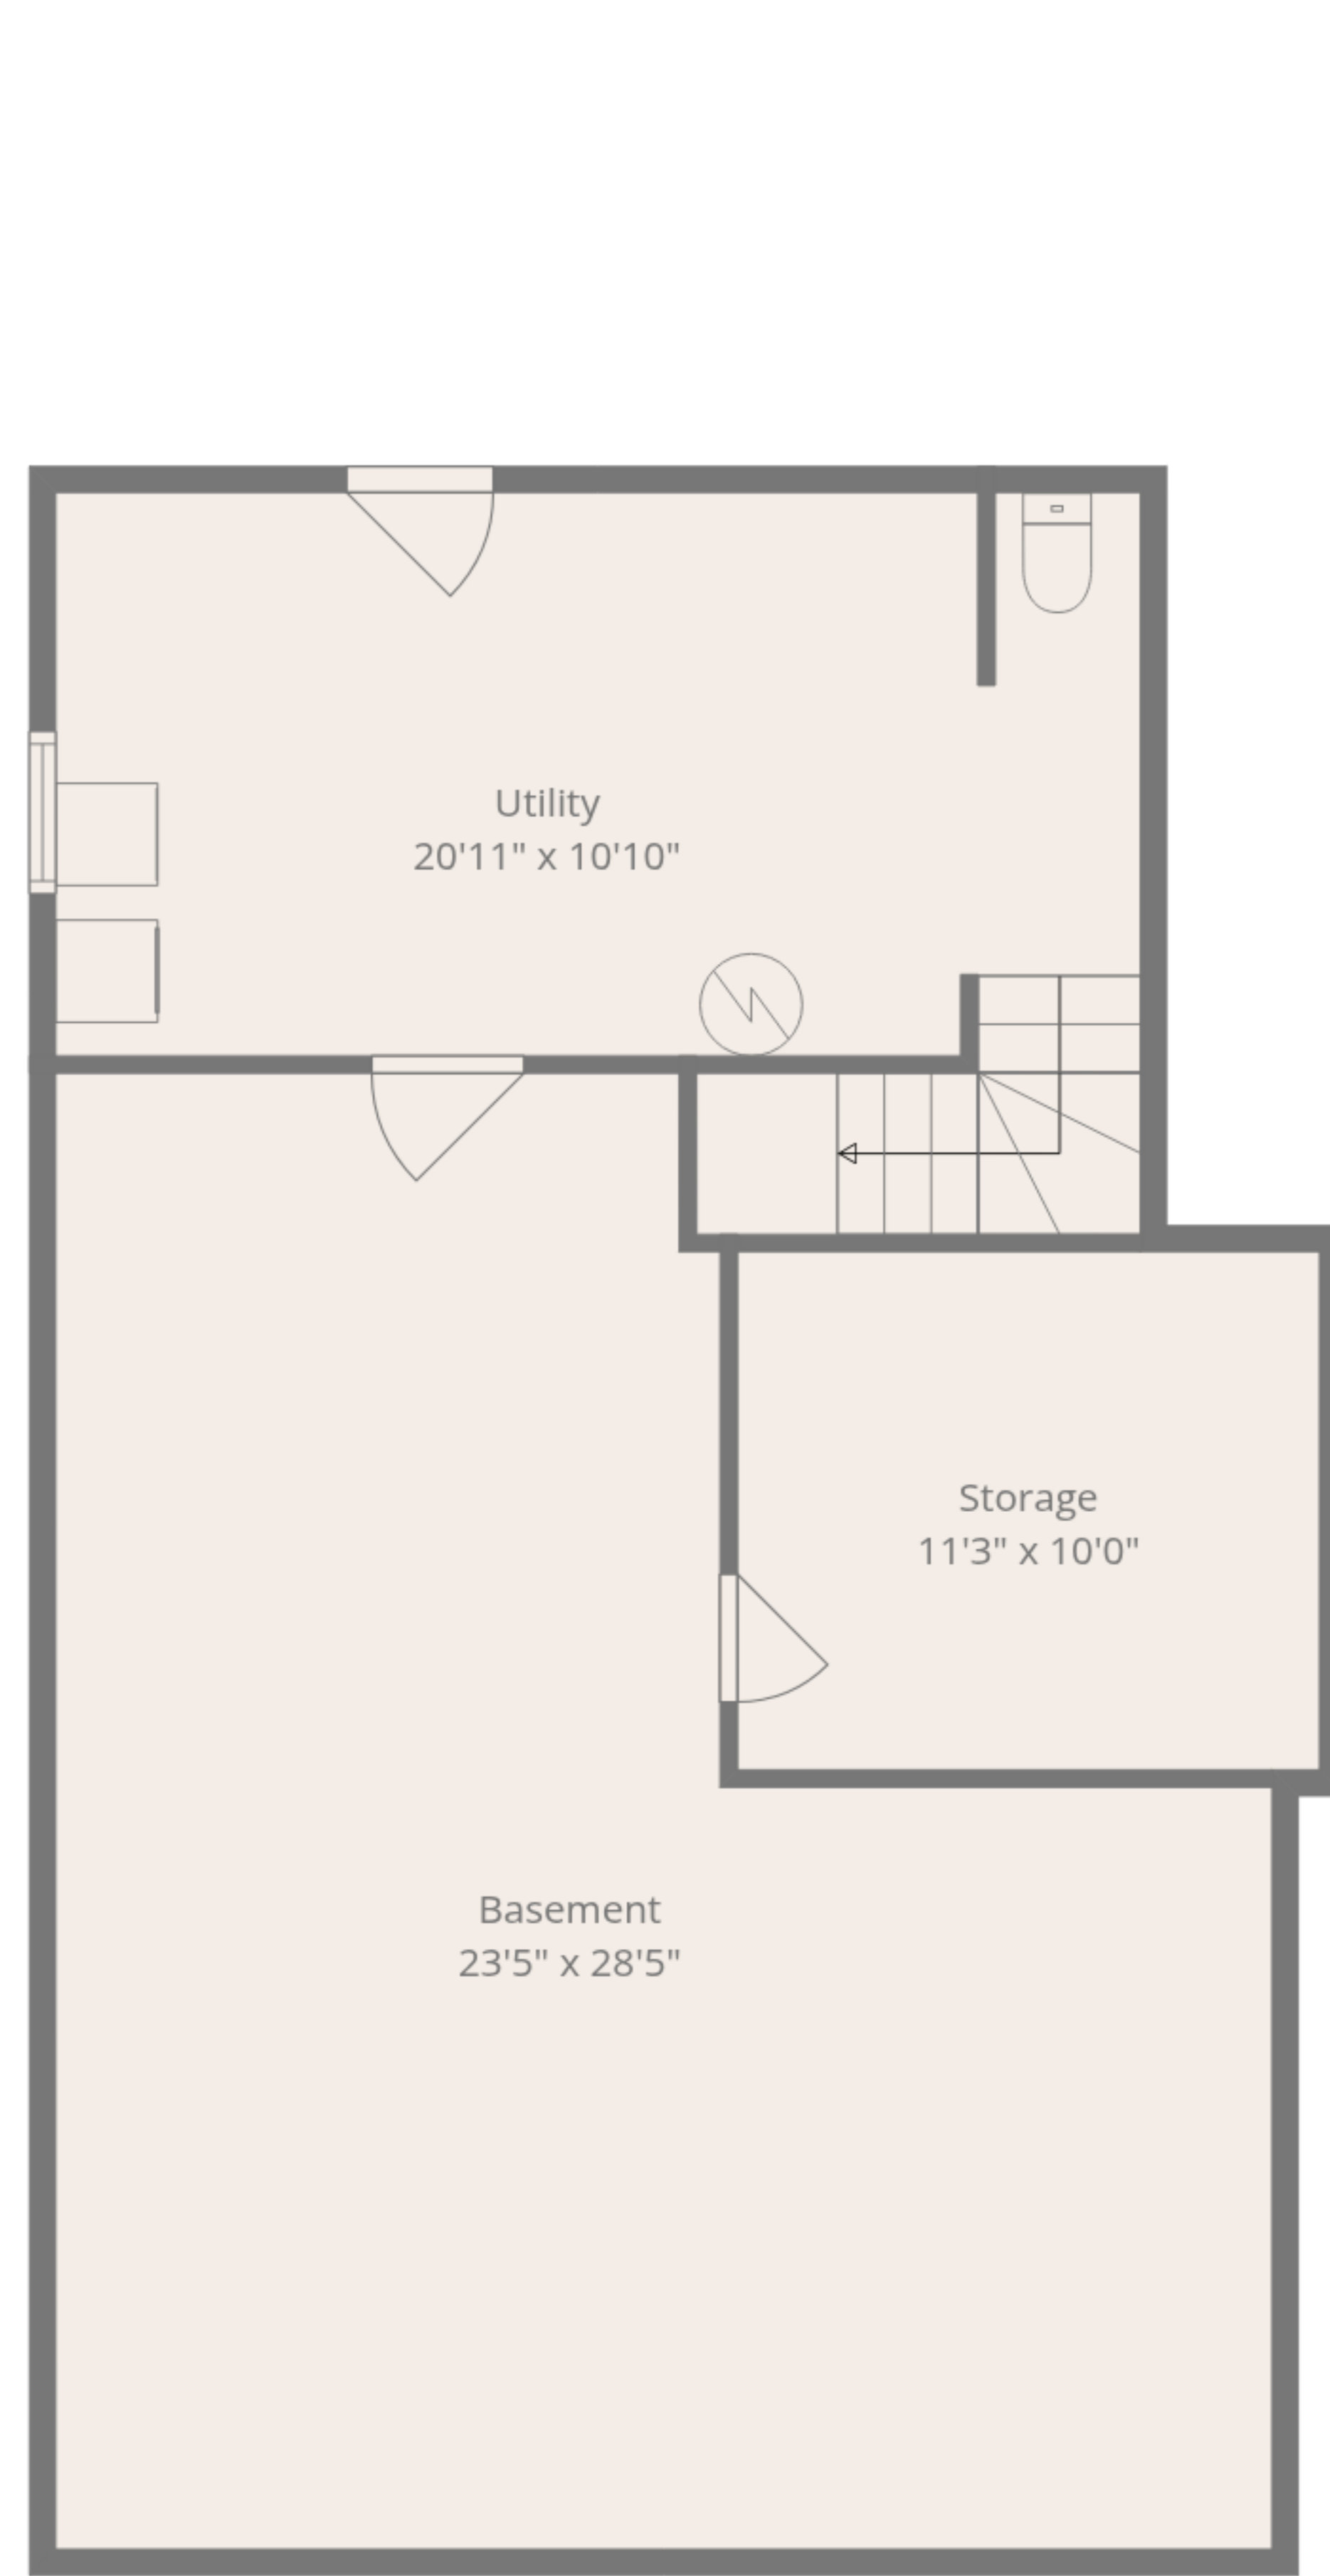 Utility
20'11" x 10'10"
Storage
11'3" x 10'0"
Basement
23'5" x 28'5"